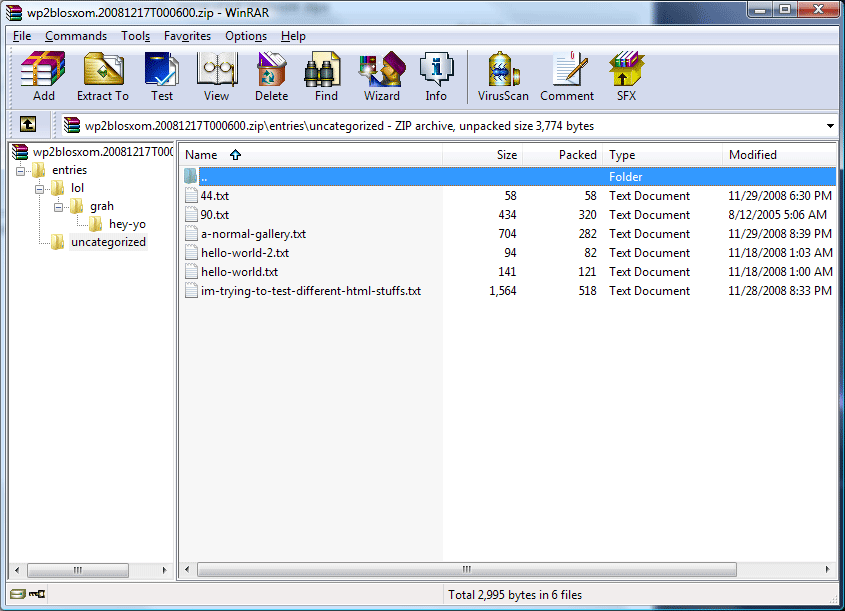 wp2blosxom.20081217T000600.zip - WinRAR
File Commands Tools Favorites Options Help
Add Extract To Test View Delete Find Wizard Info VirusScan Comment SFX
wp2blosxom.20081217T000600.zip\entries\uncategorized - ZIP archive, unpacked size 3,774 bytes
wp2blosxom.20081217T000
entries
lol
grah
hey-yo
uncategorized
Name Size Packed Type Modified
.. Folder
44.txt 58 58 Text Document 11/29/2008 6:30 PM
90.txt 434 320 Text Document 8/12/2005 5:06 AM
a-normal-gallery.txt 704 282 Text Document 11/29/2008 8:39 PM
hello-world-2.txt 94 82 Text Document 11/18/2008 1:03 AM
hello-world.txt 141 121 Text Document 11/18/2008 1:00 AM
im-trying-to-test-different-html-stuffs.txt 1,564 518 Text Document 11/28/2008 8:33 PM
Total 2,995 bytes in 6 files